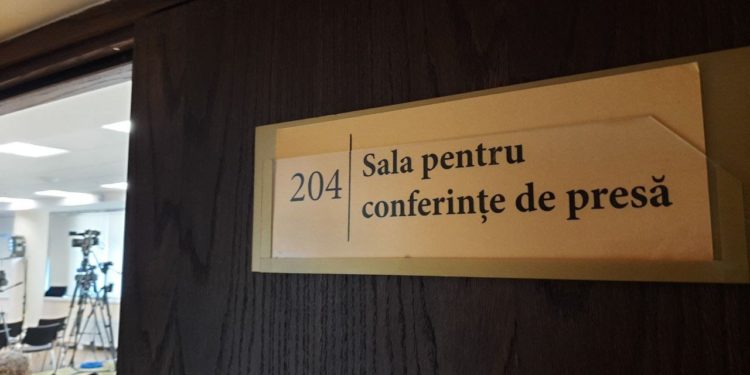 204
Sala pentru
conferințe de presă